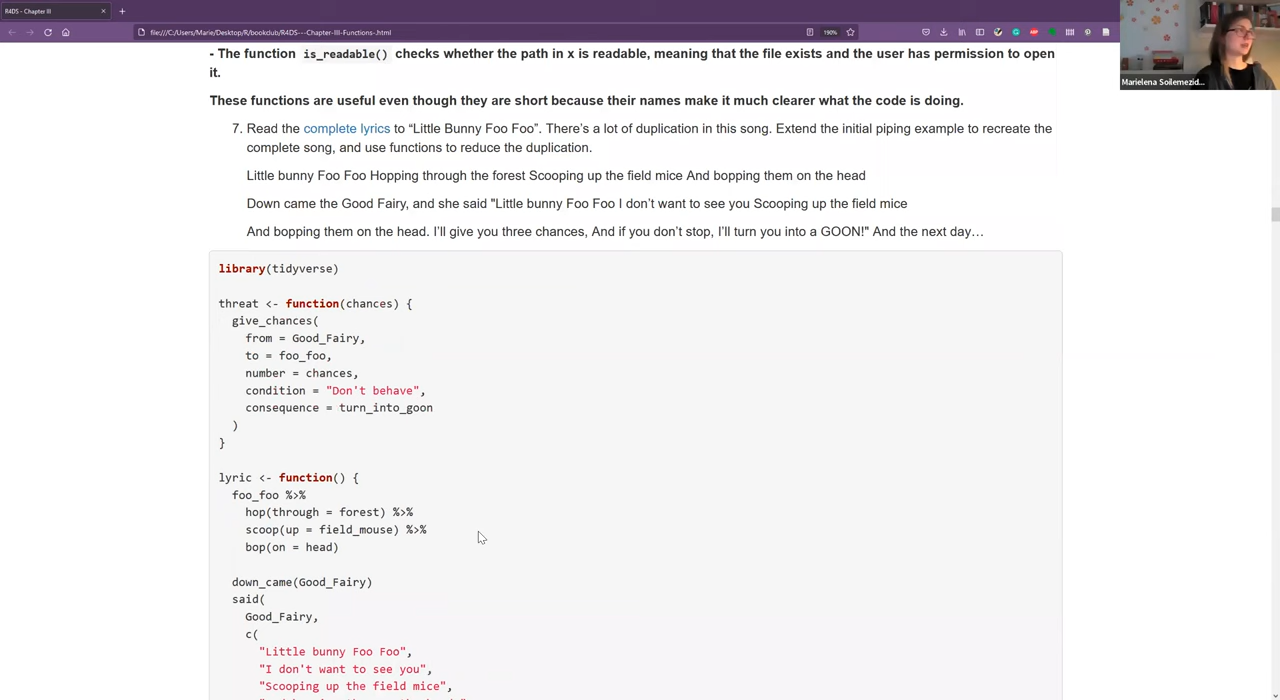 R4DS - Chapter III
file:///C:/Users/Marie/Desktop/R/bookclub/R4DS---Chapter-III-Functions-.html
190%
Marielena Soilemezid...
- The function is_readable() checks whether the path in x is readable, meaning that the file exists and the user has permission to open
it.
These functions are useful even though they are short because their names make it much clearer what the code is doing.
7. Read the complete lyrics to “Little Bunny Foo Foo”. There’s a lot of duplication in this song. Extend the initial piping example to recreate the
complete song, and use functions to reduce the duplication.
Little bunny Foo Foo Hopping through the forest Scooping up the field mice And bopping them on the head
Down came the Good Fairy, and she said "Little bunny Foo Foo I don’t want to see you Scooping up the field mice
And bopping them on the head. I’ll give you three chances, And if you don’t stop, I’ll turn you into a GOON!" And the next day…
library(tidyverse)
threat <- function(chances) {
give_chances(
from = Good_Fairy,
to = foo_foo,
number = chances,
condition = "Don't behave",
consequence = turn_into_goon
)
}
lyric <- function() {
foo_foo %>%
hop(through = forest) %>%
scoop(up = field_mouse) %>%
bop(on = head)
down_came(Good_Fairy)
said(
Good_Fairy,
c(
"Little bunny Foo Foo",
"I don't want to see you",
"Scooping up the field mice",